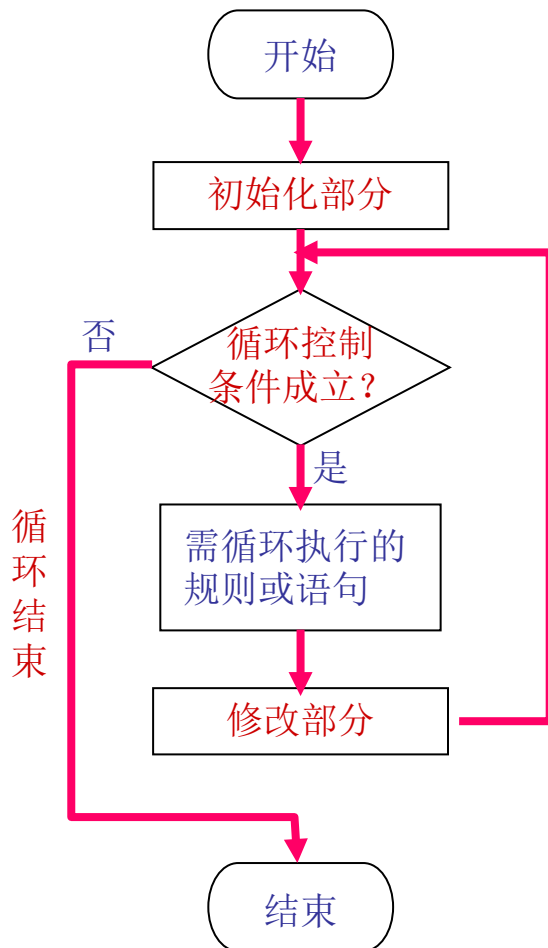 开始
初始化部分
否
循环控制
条件成立？
是
循
环
结
束
需循环执行的
规则或语句
修改部分
结束